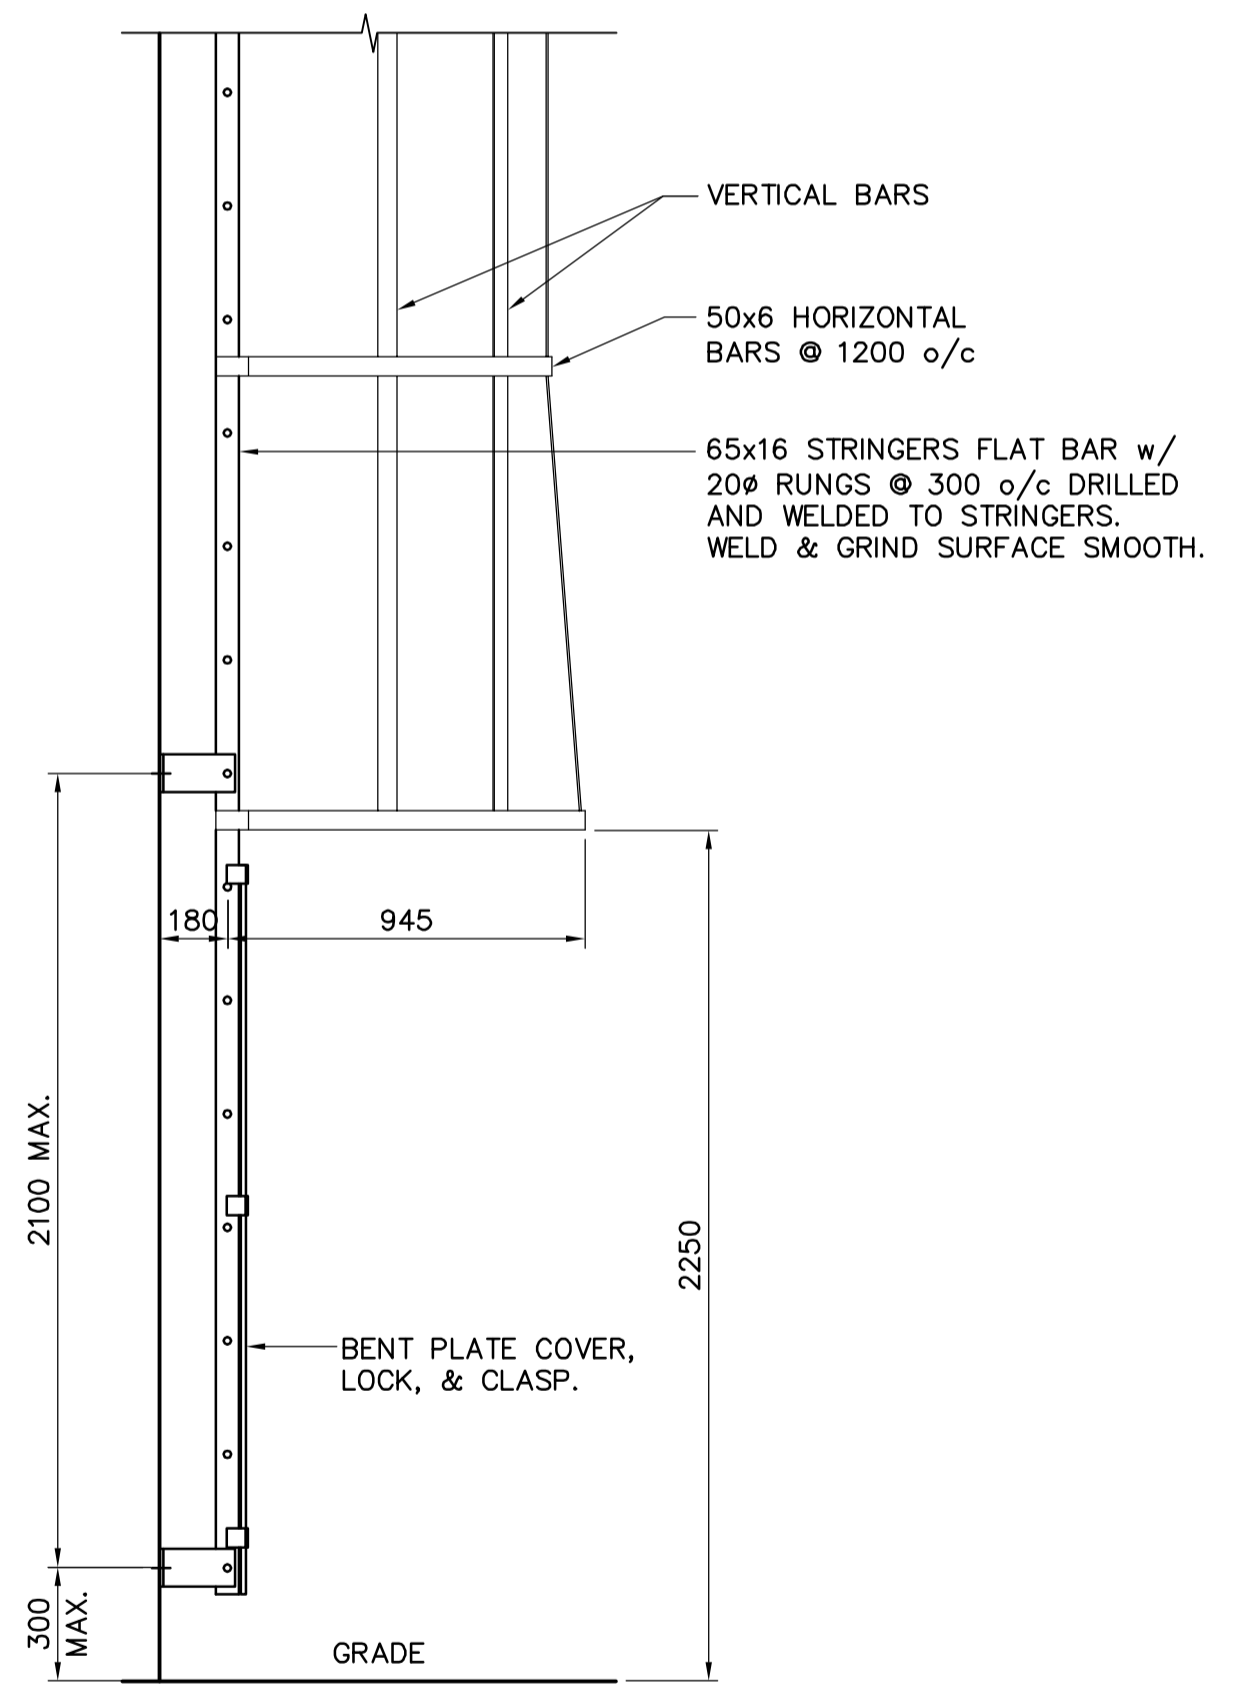 VERTICAL BARS
50x6 HORIZONTAL
BARS @ 1200 o/c
65x16 STRINGERS FLAT BAR w/
20ø RUNGS @ 300 o/c DRILLED
AND WELDED TO STRINGERS.
WELD & GRIND SURFACE SMOOTH.
180
945
2100 MAX.
2250
BENT PLATE COVER,
LOCK, & CLASP.
300
MAX.
GRADE